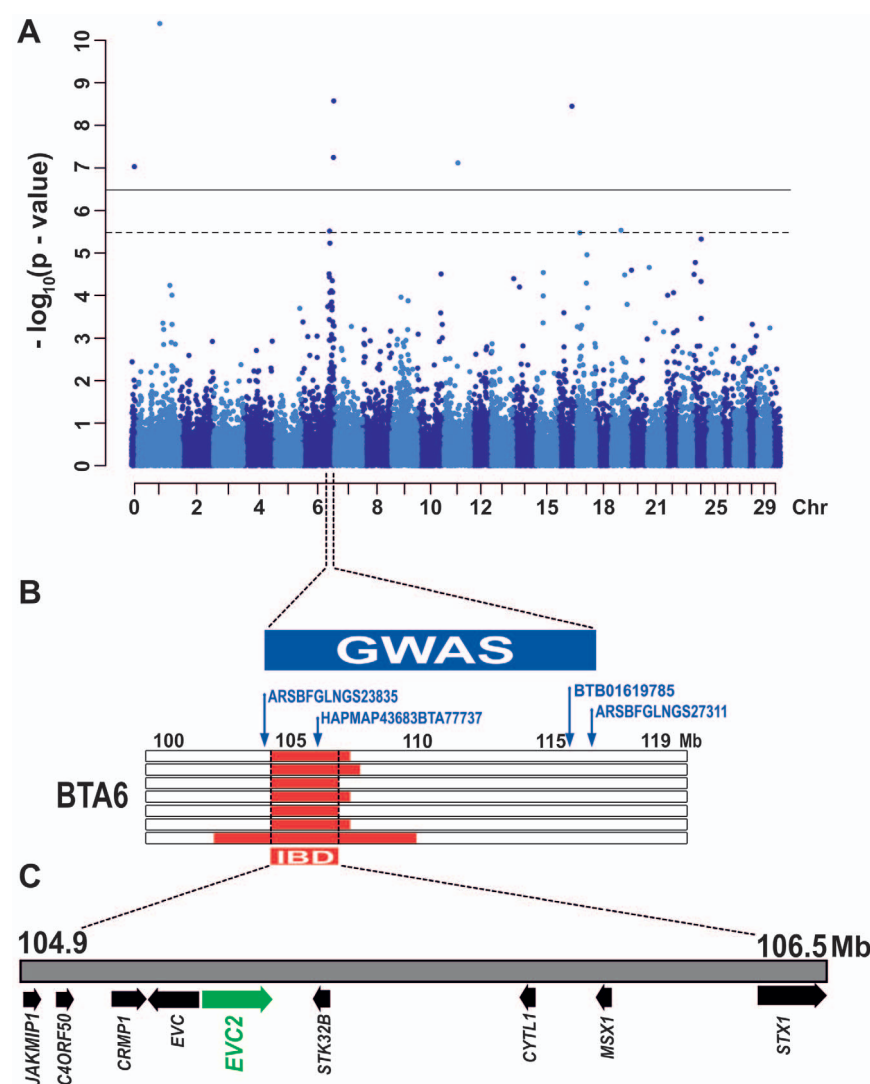 A
- log10(p - value)
10
9
8
7
6
5
4
3
2
1
0
0 2 4 6 8 10 12 15 18 21 25 29 Chr
B
GWAS
ARSBFGLNGS23835
HAPMAP43683BTA77737
BTB01619785
ARSBFGLNGS27311
100 105 110 115 119 Mb
BTA6
IBD
C
104.9 106.5 Mb
JAKMIP1 C4ORF50 CRMP1 EVC EVC2 STK32B CYTL1 MSX1 STX1